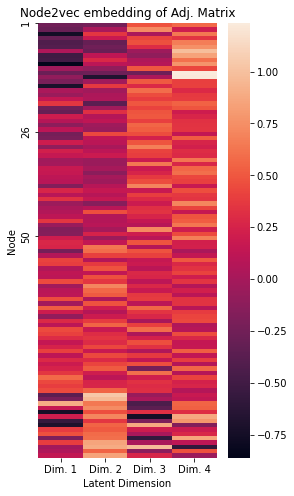 Node2vec embedding of Adj. Matrix
1
26
50
Node
Dim. 1 Dim. 2 Dim. 3 Dim. 4
Latent Dimension
1.00
0.75
0.50
0.25
0.00
−0.25
−0.50
−0.75